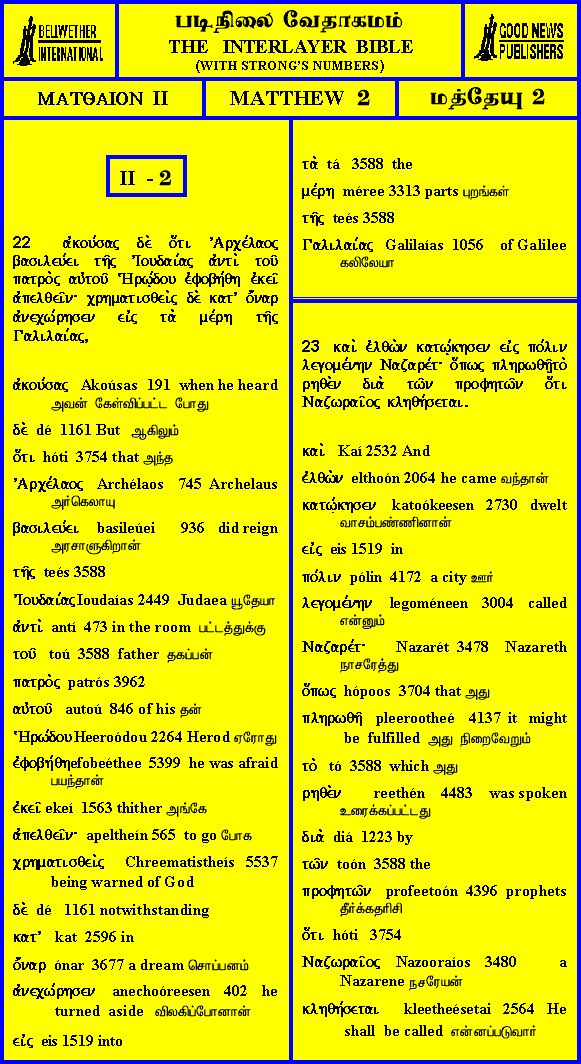 BELLWETHER
INTERNATIONAL
படிநிலை வேதாகமம்
THE INTERLAYER BIBLE
(WITH STRONG'S NUMBERS)
GOOD NEWS
PUBLISHERS
ΜΑΤΘΑΙΟΝ II
MATTHEW 2
மத்தேயு 2
II - 2
22 ἀκούσας δὲ ὅτι Ἀρχέλαος
βασιλεύει τῆς Ἰουδαίας ἀντὶ τοῦ
πατρὸς αὐτοῦ Ἡρῴδου ἐφοβήθη ἐκεῖ
ἀπελθεῖν· χρηματισθεὶς δὲ κατ' ὄναρ
ἀνεχώρησεν εἰς τὰ μέρη τῆς
Γαλιλαίας,
ἀκούσας Akoúsas 191 when he heard
அவன் கேள்விப்பட்ட போது
δὲ dé 1161 But ஆகிலும்
ὅτι hóti 3754 that அந்த
Ἀρχέλαος Archélaos 745 Archelaus
அர்கெலாயு
βασιλεύει basileúei 936 did reign
அரசாளுகிறான்
τῆς teés 3588
Ἰουδαίας Ioudaías 2449 Judaea யூதேயா
ἀντὶ antí 473 in the room பட்டத்துக்கு
τοῦ toú 3588 father தகப்பன்
πατρὸς patrós 3962
αὐτοῦ autoú 846 of his தன்
Ἡρῴδου Heeroódou 2264 Herod ஏரோது
ἐφοβήθη efobeéthee 5399 he was afraid
பயந்தான்
ἐκεῖ ekeí 1563 thither அங்கே
ἀπελθεῖν· apeltheín 565 to go போக
χρηματισθεὶς Chreematistheís 5537
being warned of God
δὲ dé 1161 notwithstanding
κατ' kat 2596 in
ὄναρ ónar 3677 a dream சொப்பனம்
ἀνεχώρησεν anechoóreesen 402 he
turned aside விலகிப்போனான்
εἰς eis 1519 into
τὰ tá 3588 the
μέρη méree 3313 parts புறங்கள்
τῆς teés 3588
Γαλιλαίας Galilaías 1056 of Galilee
கலிலேயா
23 καὶ ἐλθὼν κατῴκησεν εἰς πόλιν
λεγομένην Ναζαρέτ· ὅπως πληρωθῇ τὸ
ρηθὲν διὰ τῶν προφητῶν ὅτι
Ναζωραῖος κληθήσεται.
καὶ Kaí 2532 And
ἐλθὼν elthoón 2064 he came வந்தான்
κατῴκησεν katoókeesen 2730 dwelt
வாசம்பண்ணினான்
εἰς eis 1519 in
πόλιν pólin 4172 a city ஊர்
λεγομένην legoméneen 3004 called
என்னும்
Ναζαρέτ· Nazarét 3478 Nazareth
நாசரேத்து
ὅπως hópoos 3704 that அது
πληρωθῇ pleerootheé 4137 it might
be fulfilled அது நிறைவேறும்
τὸ tó 3588 which அது
ρηθὲν reethén 4483 was spoken
உரைக்கப்பட்டது
διὰ diá 1223 by
τῶν toón 3588 the
προφητῶν profeetoón 4396 prophets
தீர்க்கதரிசி
ὅτι hóti 3754
Ναζωραῖος Nazooraíos 3480 a
Nazarene நசரேயன்
κληθήσεται kleetheésetai 2564 He
shall be called என்னப்படுவார்